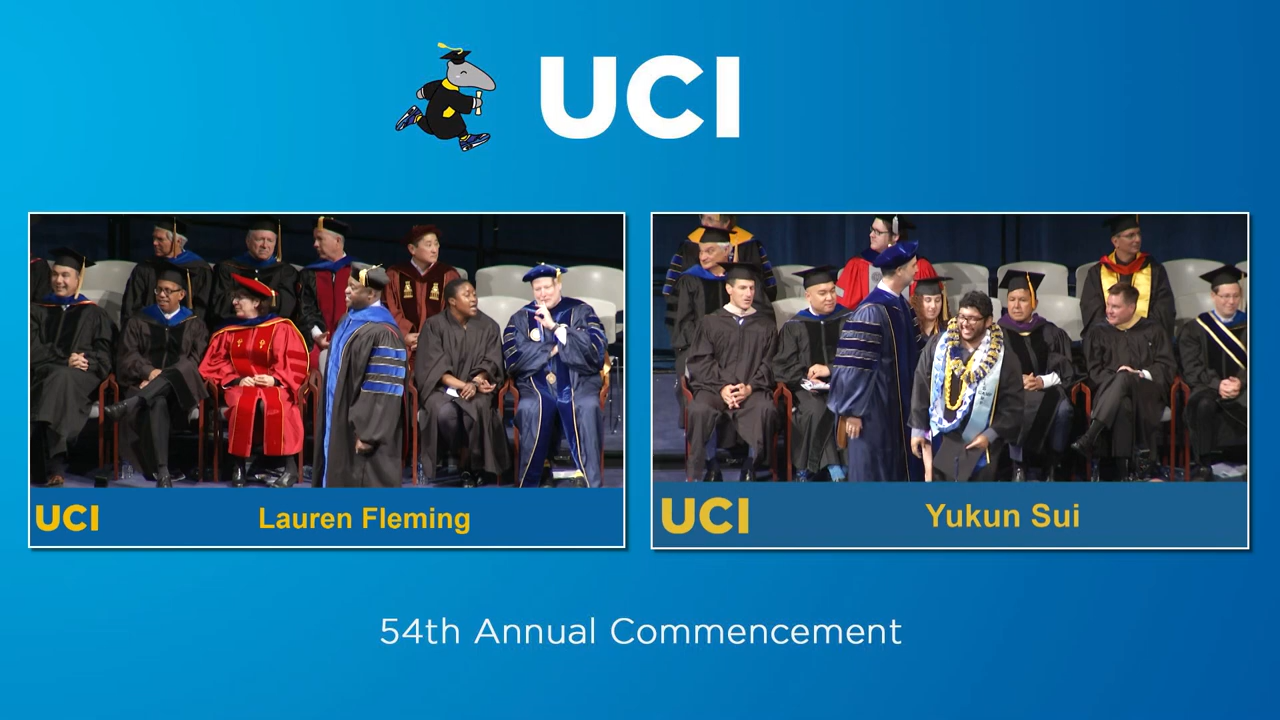 UCI
UCI Lauren Fleming
UCI Yukun Sui
54th Annual Commencement